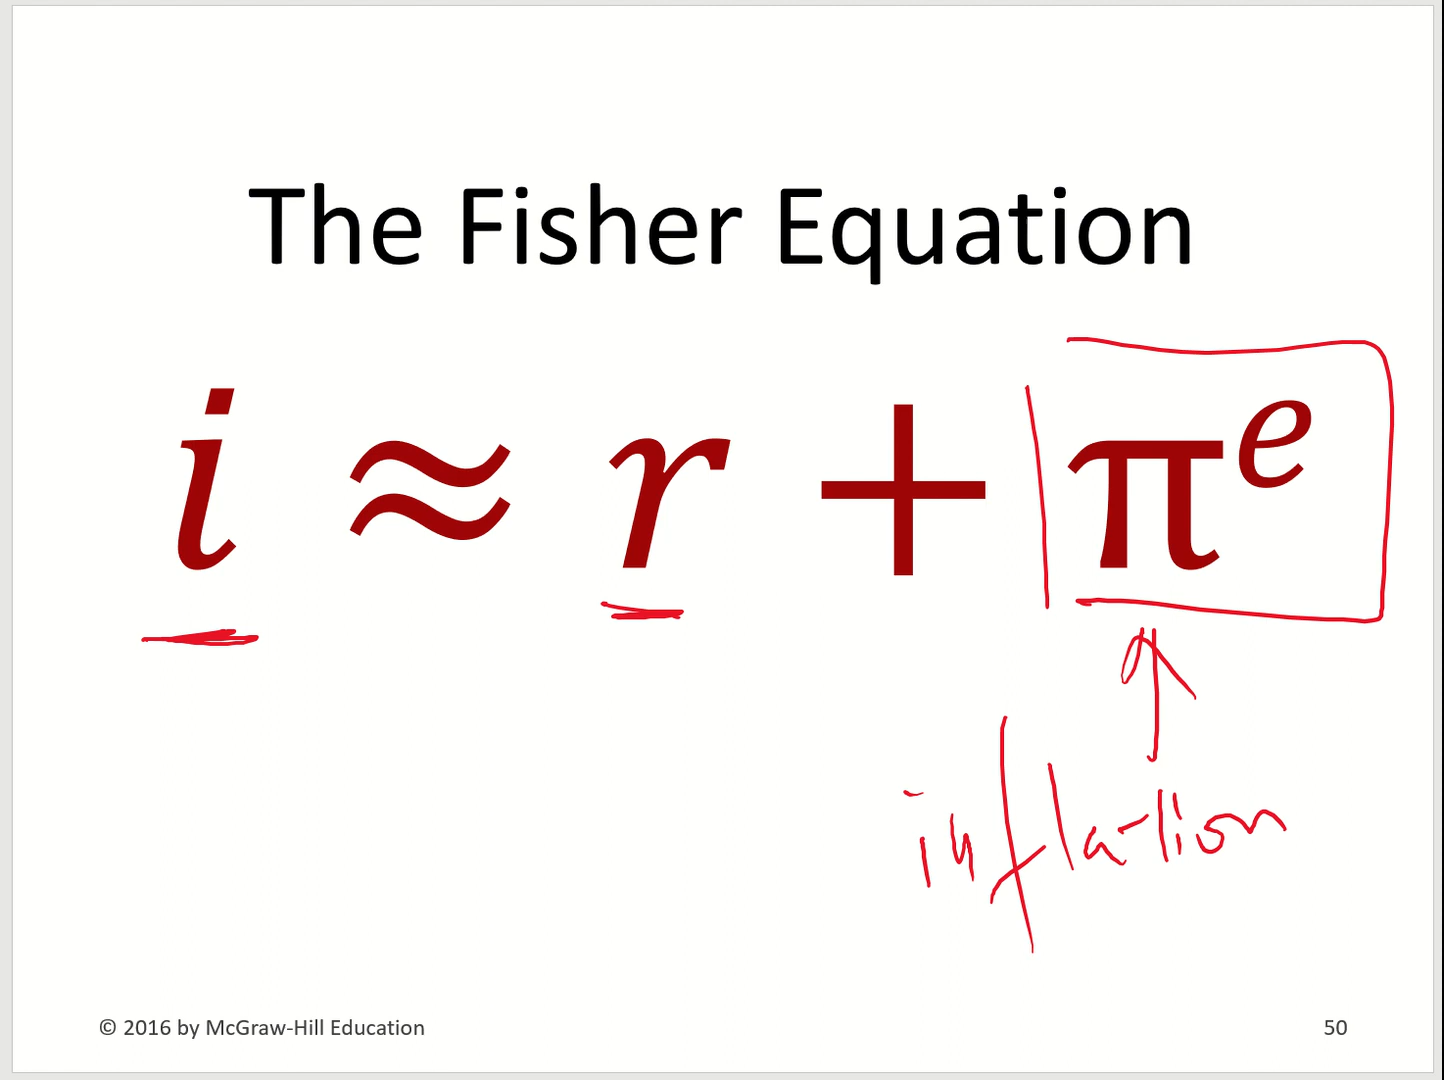 The Fisher Equation
i ≈ r + πᵉ
inflation
© 2016 by McGraw-Hill Education
50